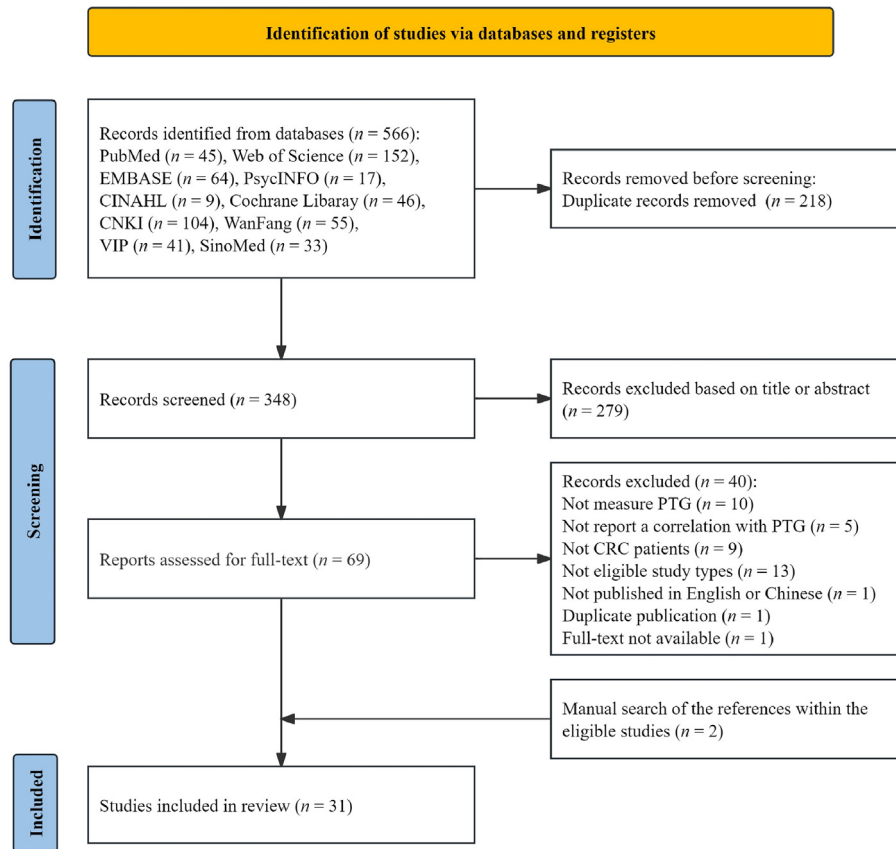 Identification of studies via databases and registers
Identification
Records identified from databases (n = 566):
PubMed (n = 45), Web of Science (n = 152),
EMBASE (n = 64), PsycINFO (n = 17),
CINAHL (n = 9), Cochrane Libaray (n = 46),
CNKI (n = 104), WanFang (n = 55),
VIP (n = 41), SinoMed (n = 33)
Records removed before screening:
Duplicate records removed (n = 218)
Screening
Records screened (n = 348)
Records excluded based on title or abstract
(n = 279)
Reports assessed for full-text (n = 69)
Records excluded (n = 40):
Not measure PTG (n = 10)
Not report a correlation with PTG (n = 5)
Not CRC patients (n = 9)
Not eligible study types (n = 13)
Not published in English or Chinese (n = 1)
Duplicate publication (n = 1)
Full-text not available (n = 1)
Manual search of the references within the
eligible studies (n = 2)
Included
Studies included in review (n = 31)